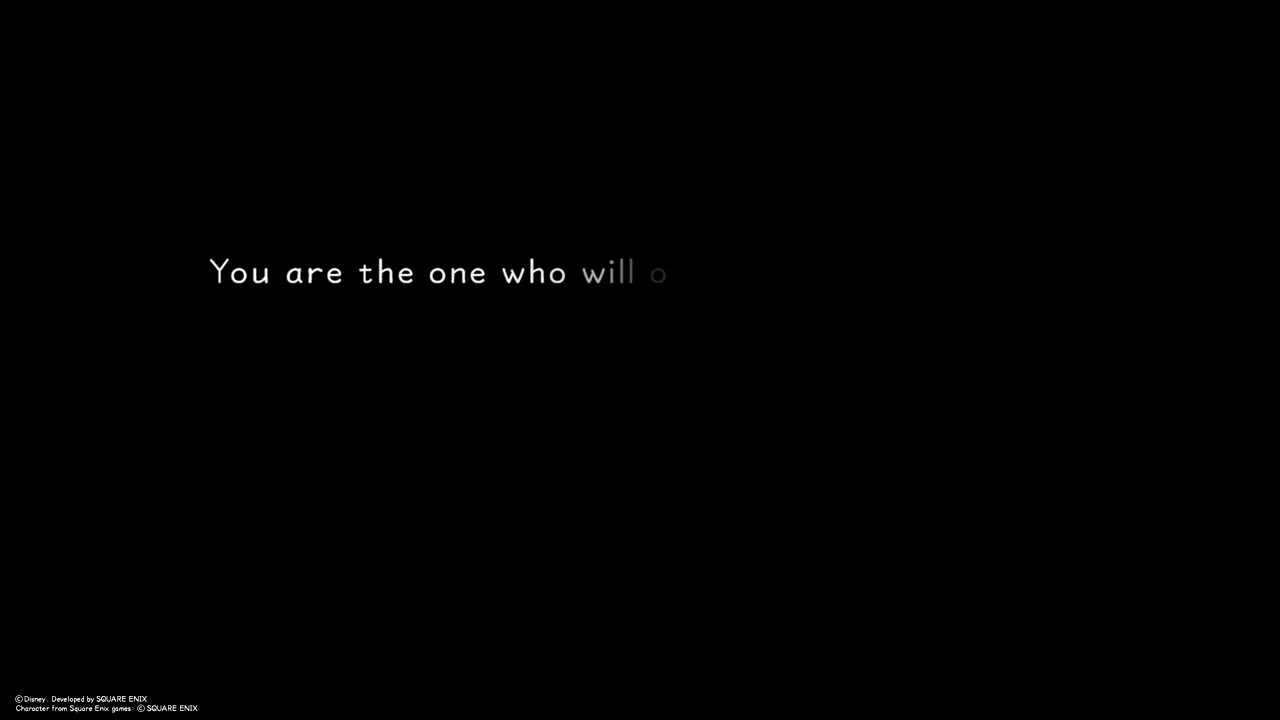 You are the one who will o
©Disney. Developed by SQUARE ENIX
Character from Square Enix games: © SQUARE ENIX